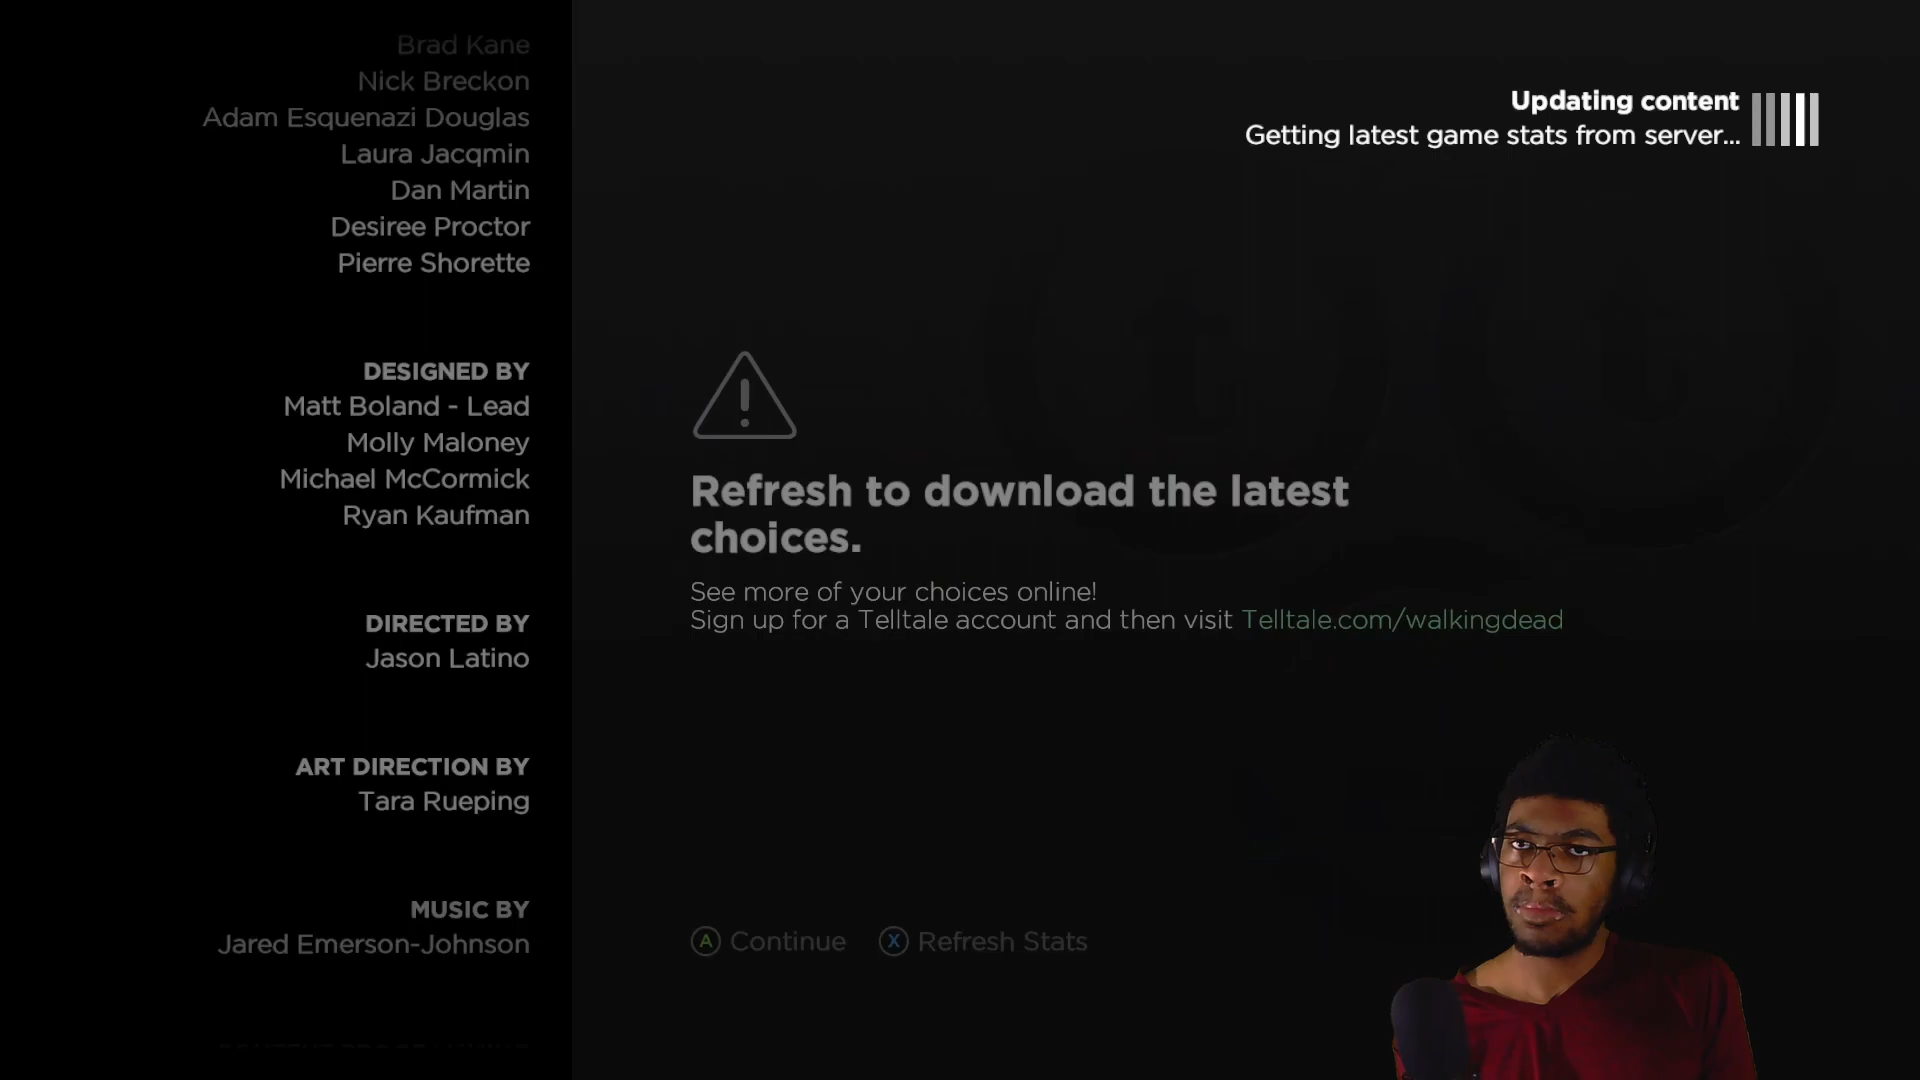 Brad Kane
Nick Breckon
Adam Esquenazi Douglas
Laura Jacqmin
Dan Martin
Desiree Proctor
Pierre Shorette
DESIGNED BY
Matt Boland - Lead
Molly Maloney
Michael McCormick
Ryan Kaufman
DIRECTED BY
Jason Latino
ART DIRECTION BY
Tara Rueping
MUSIC BY
Jared Emerson-Johnson
Updating content
Getting latest game stats from server...
Refresh to download the latest
choices.
See more of your choices online!
Sign up for a Telltale account and then visit Telltale.com/walkingdead
A Continue X Refresh Stats